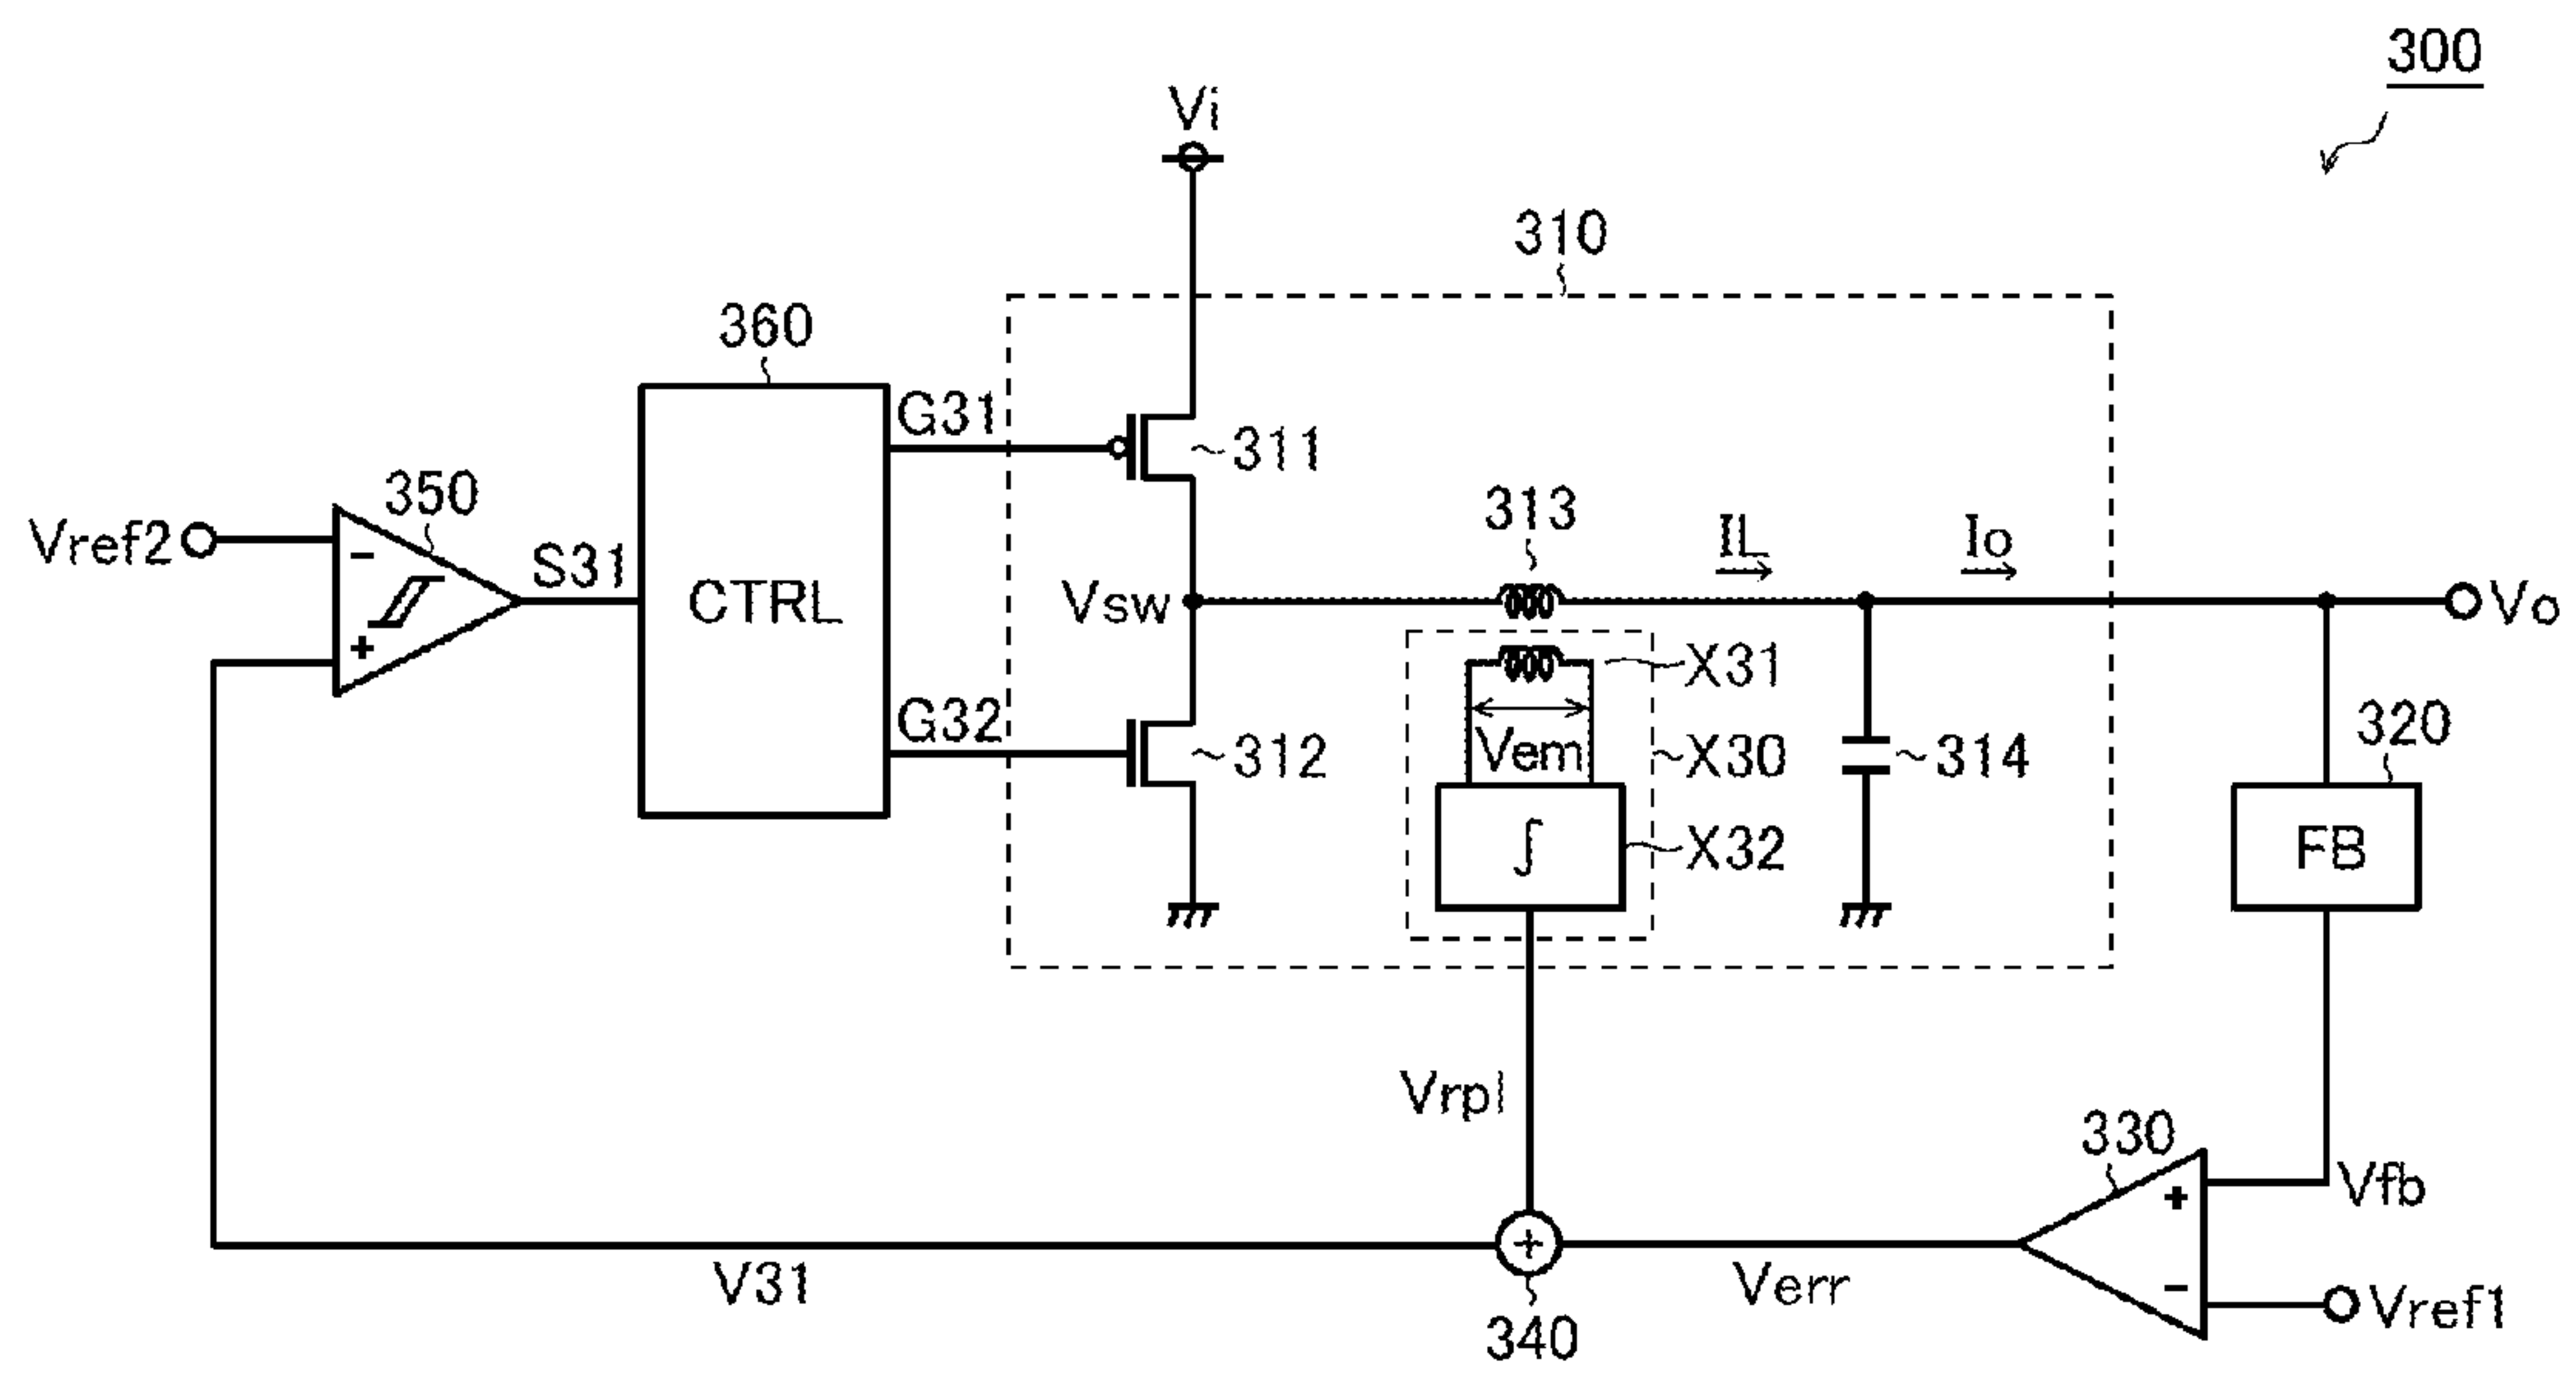 300
Vi
310
360
G31
311
350
Vref2
-
+
S31
CTRL
313
IL
Io
Vsw
Vo
X31
G32
312
Vem
X30
314
320
X32
∫
FB
Vrpl
330
+
Vfb
-
Vref1
+
V31
Verr
340